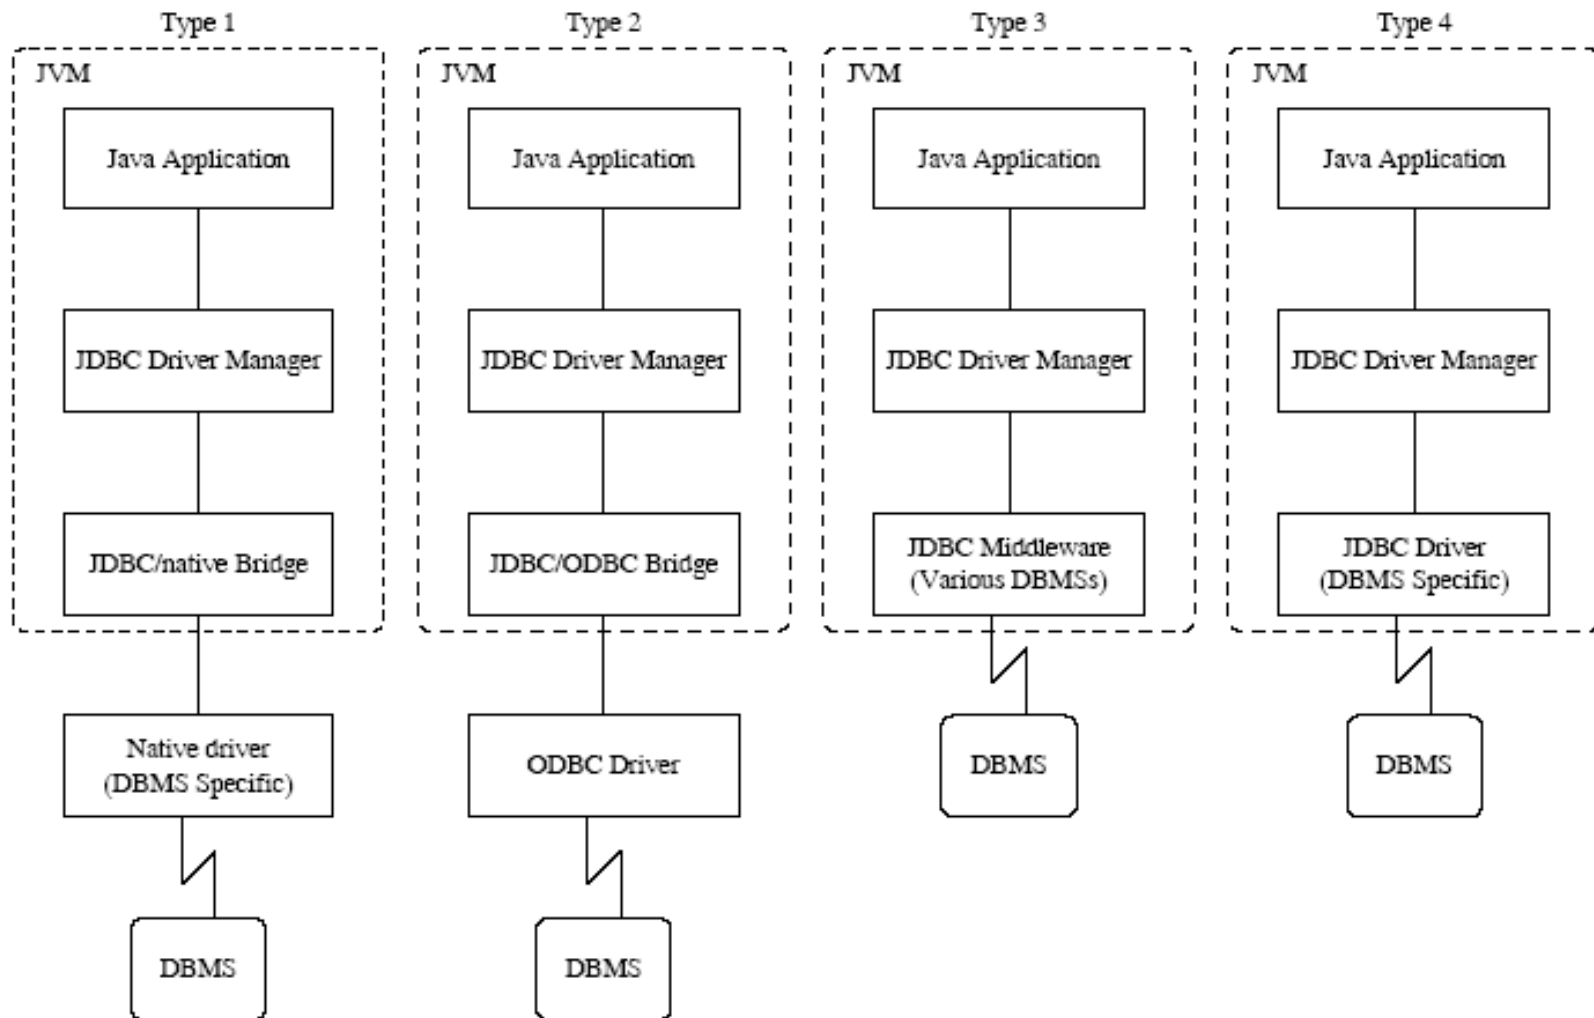 Type 1
JVM
Java Application
JDBC Driver Manager
JDBC/native Bridge
Native driver
(DBMS Specific)
DBMS
Type 2
JVM
Java Application
JDBC Driver Manager
JDBC/ODBC Bridge
ODBC Driver
DBMS
Type 3
JVM
Java Application
JDBC Driver Manager
JDBC Middleware
(Various DBMSs)
DBMS
Type 4
JVM
Java Application
JDBC Driver Manager
JDBC Driver
(DBMS Specific)
DBMS